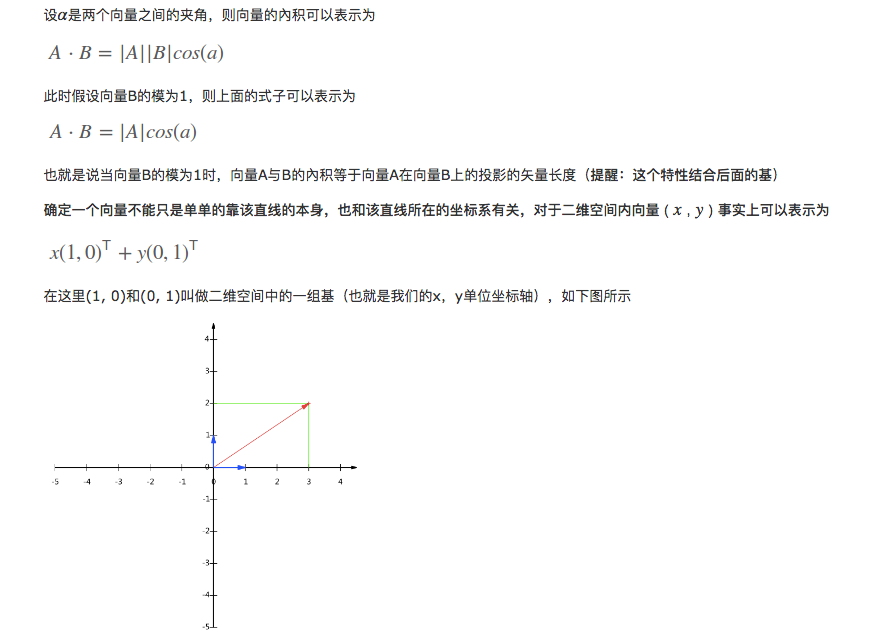 设α是两个向量之间的夹角，则向量的內积可以表示为
A · B = |A||B|cos(a)
此时假设向量B的模为1，则上面的式子可以表示为
A · B = |A|cos(a)
也就是说当向量B的模为1时，向量A与B的內积等于向量A在向量B上的投影的矢量长度（提醒：这个特性结合后面的基）
确定一个向量不能只是单单的靠该直线的本身，也和该直线所在的坐标系有关，对于二维空间内向量 ( x , y ) 事实上可以表示为
x(1, 0)ᵀ + y(0, 1)ᵀ
在这里(1, 0)和(0, 1)叫做二维空间中的一组基（也就是我们的x，y单位坐标轴），如下图所示
4
3
2
1
0
-5 -4 -3 -2 -1 0 1 2 3 4
-1
-2
-3
-4
-5